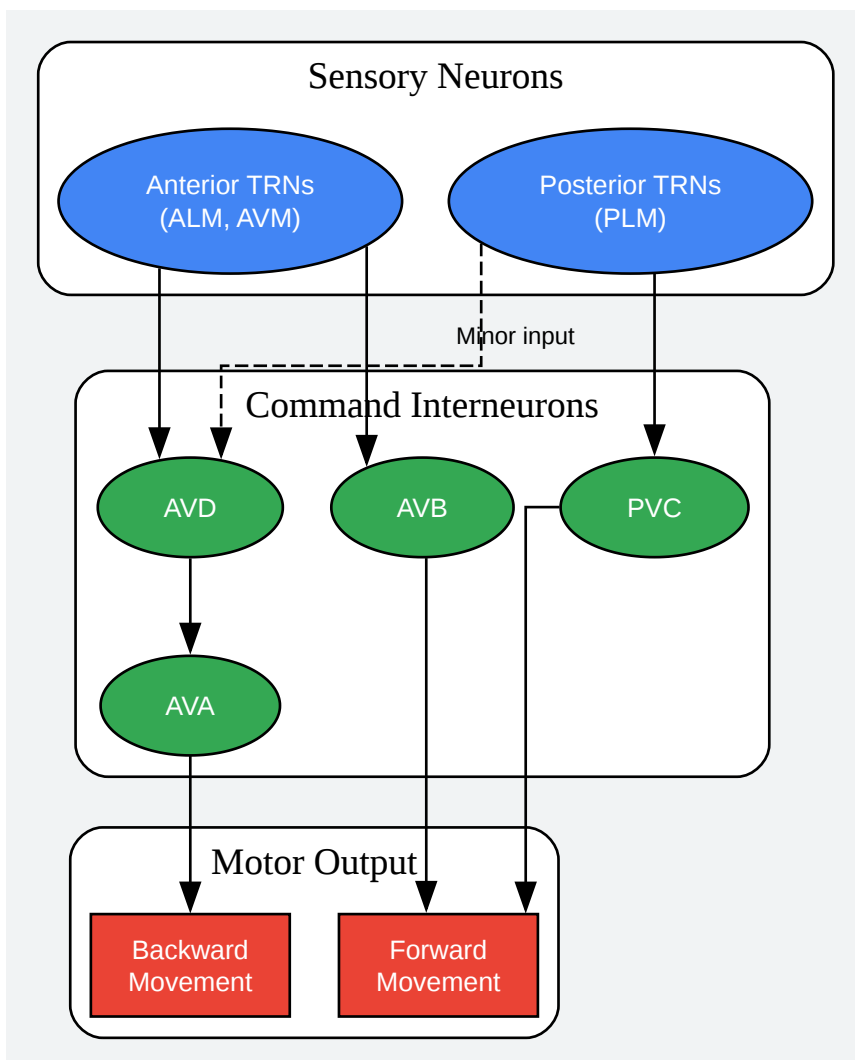 Sensory Neurons
Anterior TRNs
(ALM, AVM)
Posterior TRNs
(PLM)
Minor input
Command Interneurons
AVD
AVB
PVC
AVA
Motor Output
Backward
Movement
Forward
Movement